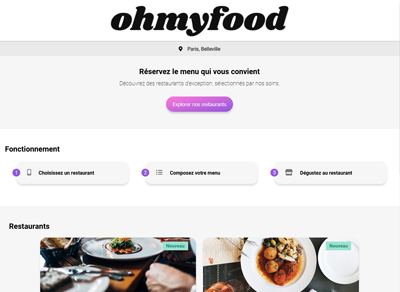 ohmyfood
Paris, Belleville
Réservez le menu qui vous convient
Découvrez des restaurants d'exception, sélectionnés par nos soins.
Explorer nos restaurants
Fonctionnement
1 Choisissez un restaurant
2 Composez votre menu
3 Dégustez au restaurant
Restaurants
Nouveau
Nouveau